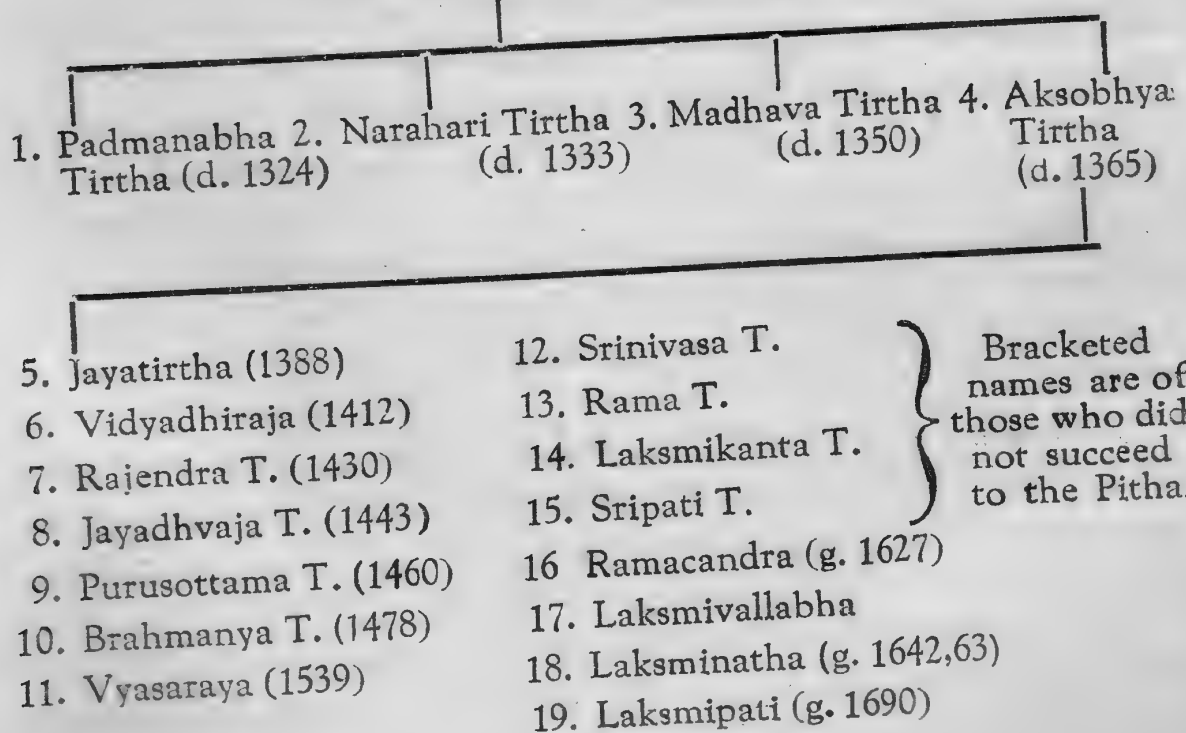 1. Padmanabha 2. Narahari Tirtha 3. Madhava Tirtha 4. Aksobhya
Tirtha (d. 1324) (d. 1333) (d. 1350) Tirtha
(d. 1365)
5. Jayatirtha (1388)
6. Vidyadhiraja (1412)
7. Rajendra T. (1430)
8. Jayadhvaja T. (1443)
9. Purusottama T. (1460)
10. Brahmanya T. (1478)
11. Vyasaraya (1539)
12. Srinivasa T.
13. Rama T.
14. Laksmikanta T.
15. Sripati T.
Bracketed
names are of
those who did
not succeed
to the Pitha.
16 Ramacandra (g. 1627)
17. Laksmivallabha
18. Laksminatha (g. 1642,63)
19. Laksmipati (g. 1690)